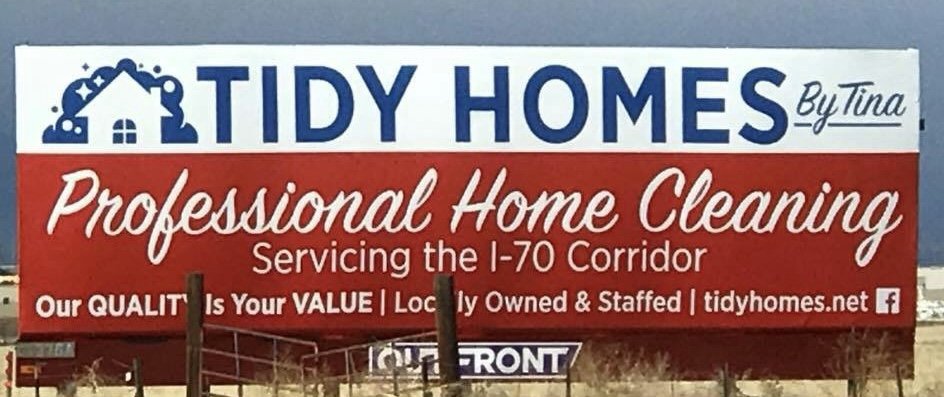 TIDY HOMES By Tina
Professional Home Cleaning
Servicing the I-70 Corridor
Our QUALITY Is Your VALUE | Locally Owned & Staffed | tidyhomes.net f
OUTFRONT/